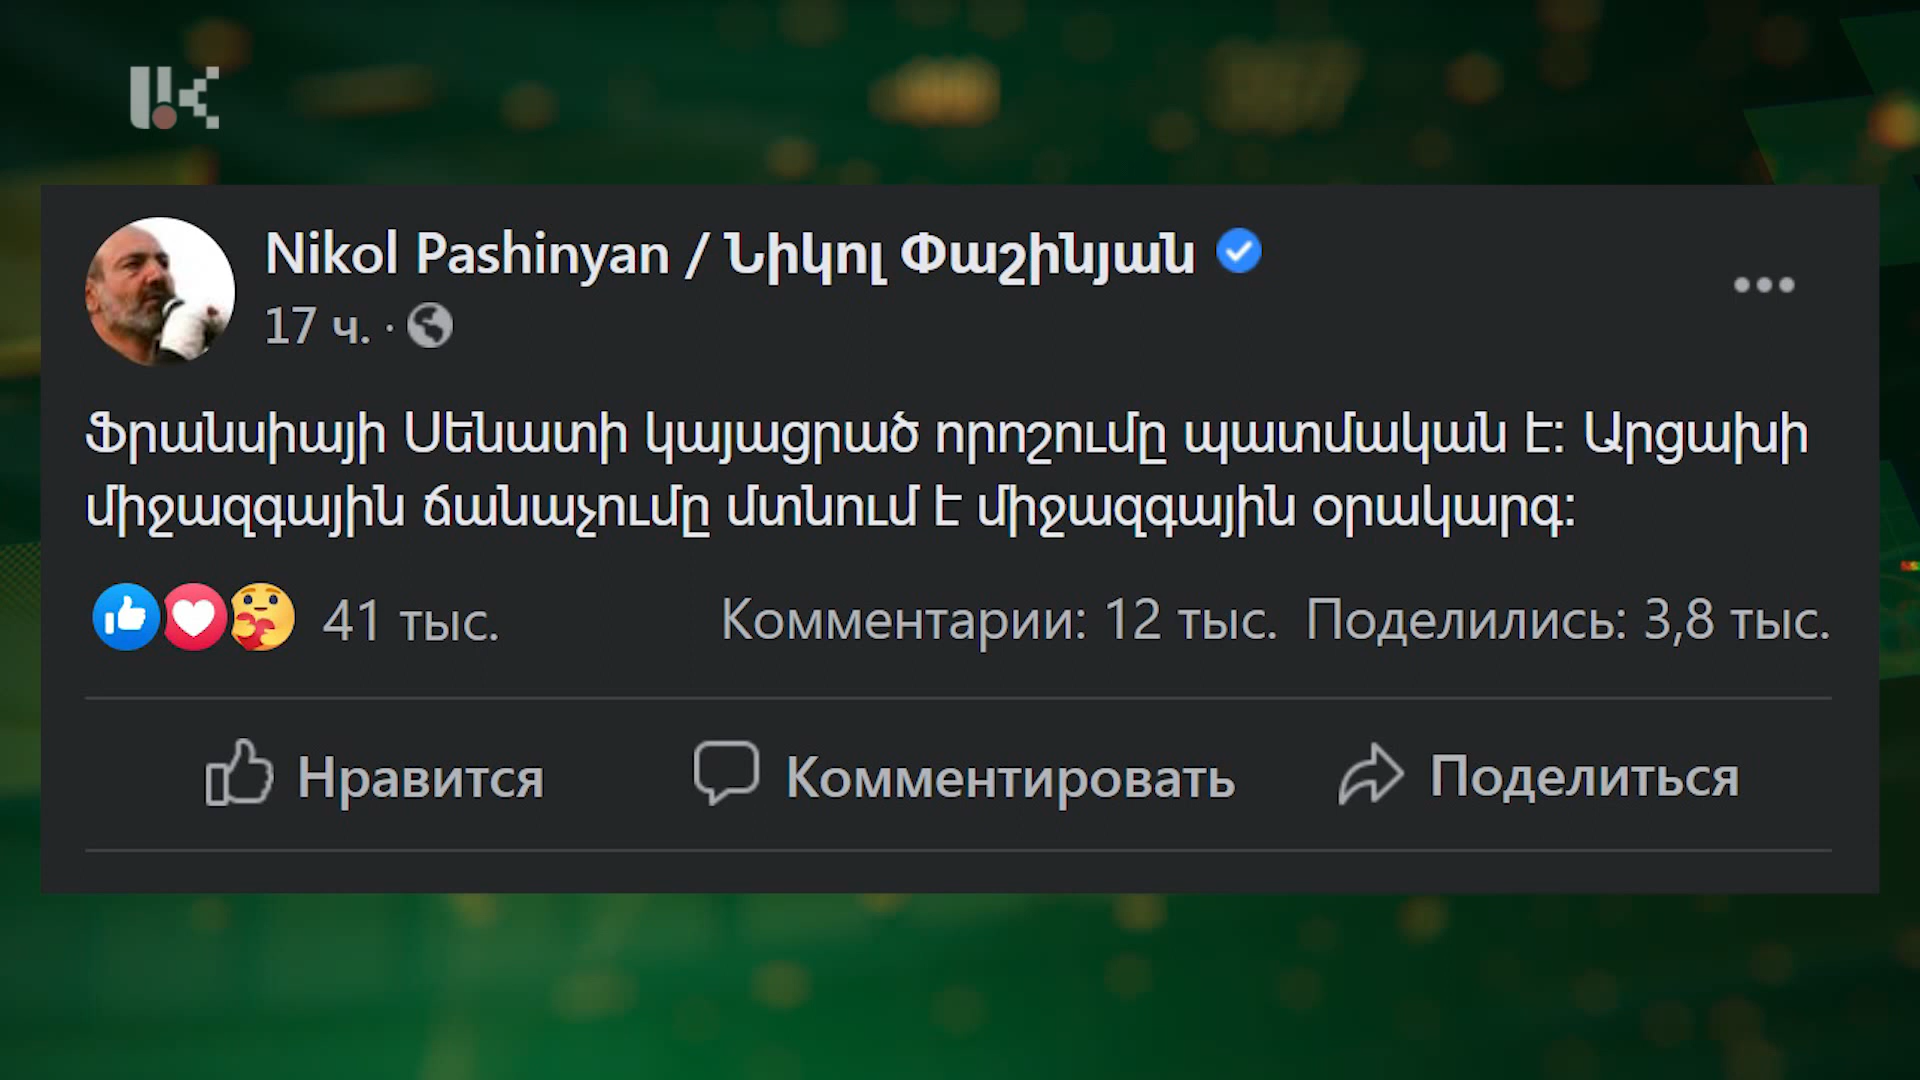 Nikol Pashinyan / Նիկոլ Փաշինյան
17 ч. ·
Ֆրանսիայի Սենատի կայացրած որոշումը պատմական է: Արցախի
միջազգային ճանաչումը մտնում է միջազգային օրակարգ:
41 тыс. Комментарии: 12 тыс. Поделились: 3,8 тыс.
Нравится Комментировать Поделиться